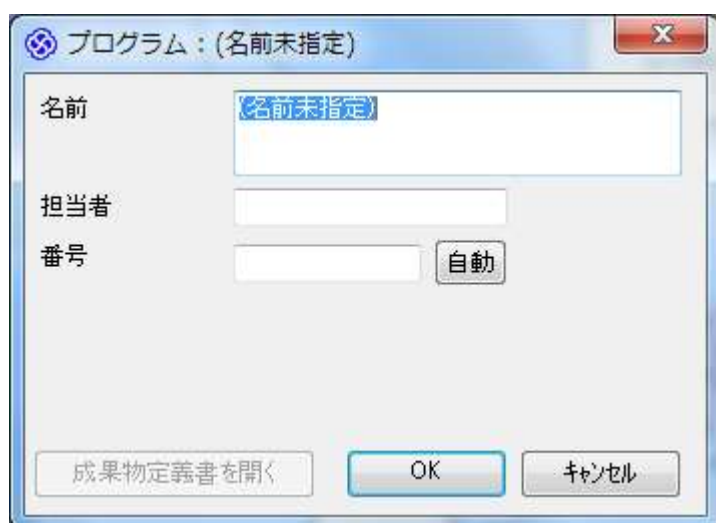 プログラム：(名前未指定)
名前
(名前未指定)
担当者
番号
自動
成果物定義書を開く
OK
キャンセル